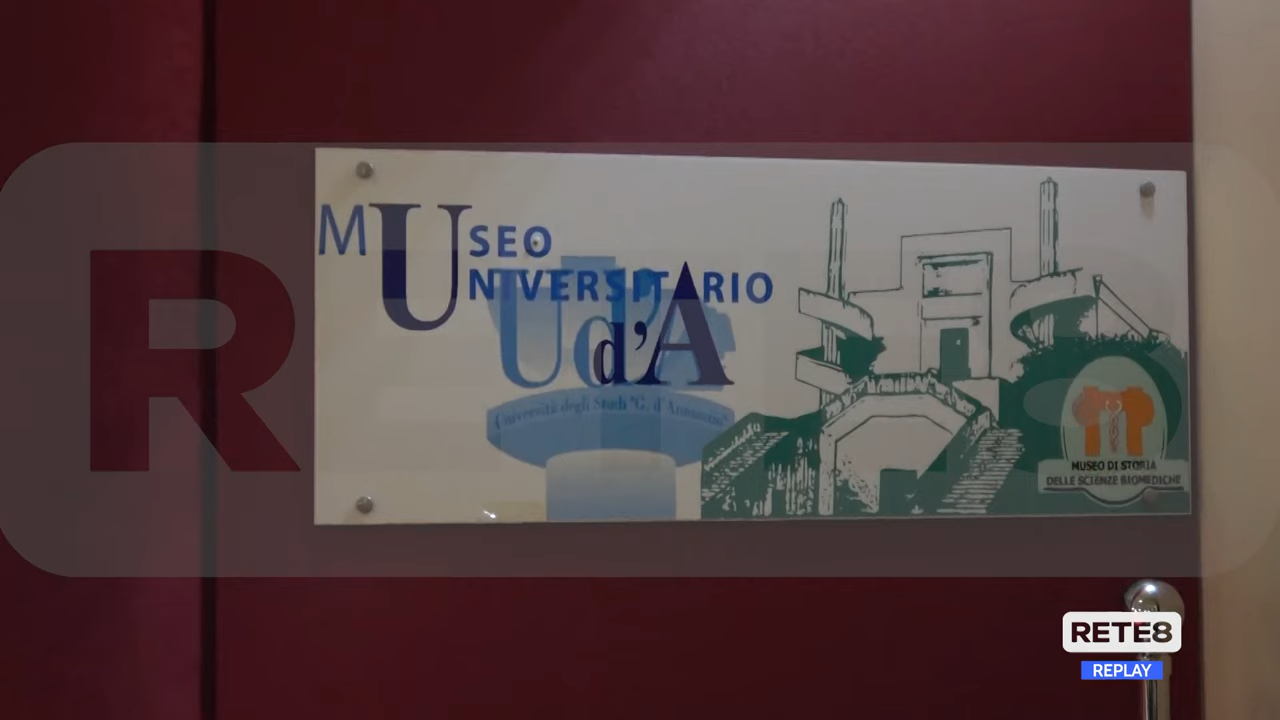 MUSEO
UNIVERSITARIO
Ud'A
d'A
Università degli Studi "G. d'Annunzio"
MUSEO DI STORIA
DELLE SCIENZE BIOMEDICHE
RETE8
REPLAY